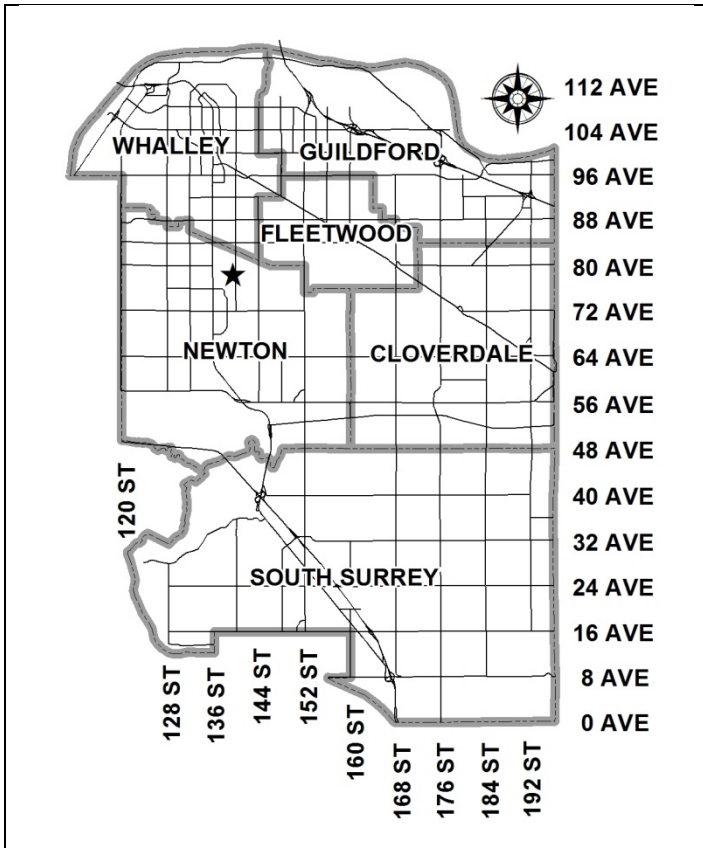 112 AVE
104 AVE
WHALLEY
GUILDFORD
96 AVE
88 AVE
FLEETWOOD
80 AVE
72 AVE
NEWTON
CLOVERDALE
64 AVE
56 AVE
48 AVE
120 ST
40 AVE
32 AVE
SOUTH SURREY
24 AVE
16 AVE
128 ST
136 ST
144 ST
152 ST
160 ST
8 AVE
0 AVE
168 ST
176 ST
184 ST
192 ST